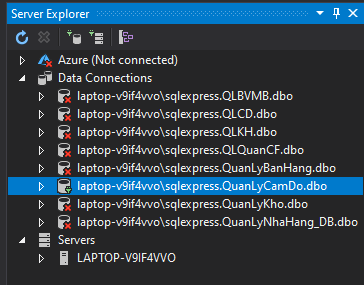 Server Explorer
Azure (Not connected)
Data Connections
laptop-v9if4vvo\sqlexpress.QLBVMB.dbo
laptop-v9if4vvo\sqlexpress.QLCD.dbo
laptop-v9if4vvo\sqlexpress.QLKH.dbo
laptop-v9if4vvo\sqlexpress.QLQuanCF.dbo
laptop-v9if4vvo\sqlexpress.QuanLyBanHang.dbo
laptop-v9if4vvo\sqlexpress.QuanLyCamDo.dbo
laptop-v9if4vvo\sqlexpress.QuanLyKho.dbo
laptop-v9if4vvo\sqlexpress.QuanLyNhaHang_DB.dbo
Servers
LAPTOP-V9IF4VVO